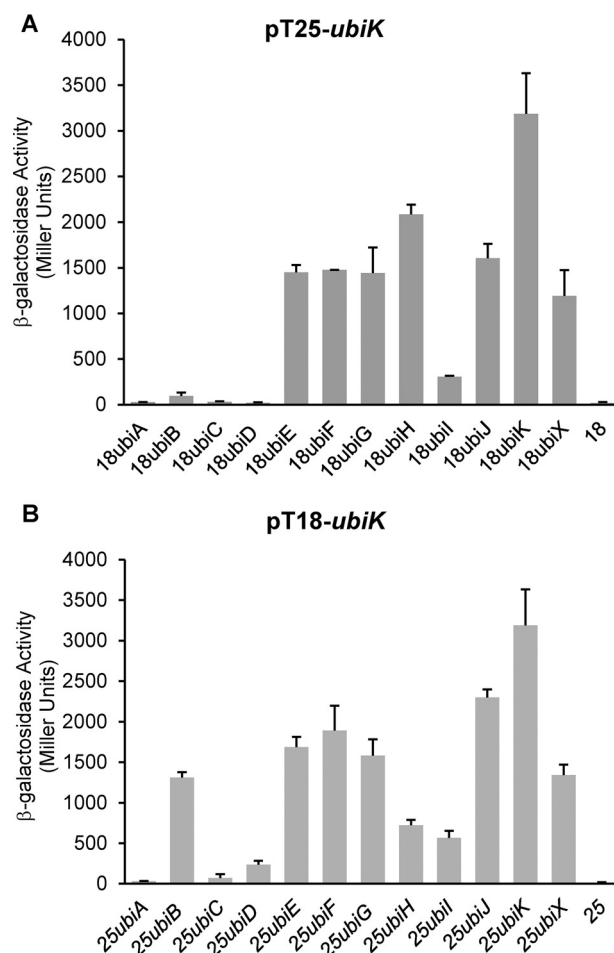 A
pT25-ubiK
4000
3500
3000
2500
2000
1500
1000
500
0
β-galactosidase Activity
(Miller Units)
18ubiA
18ubiB
18ubiC
18ubiD
18ubiE
18ubiF
18ubiG
18ubiH
18ubiI
18ubiJ
18ubiK
18ubiX
18
B
pT18-ubiK
4000
3500
3000
2500
2000
1500
1000
500
0
β-galactosidase Activity
(Miller Units)
25ubiA
25ubiB
25ubiC
25ubiD
25ubiE
25ubiF
25ubiG
25ubiH
25ubiI
25ubiJ
25ubiK
25ubiX
25